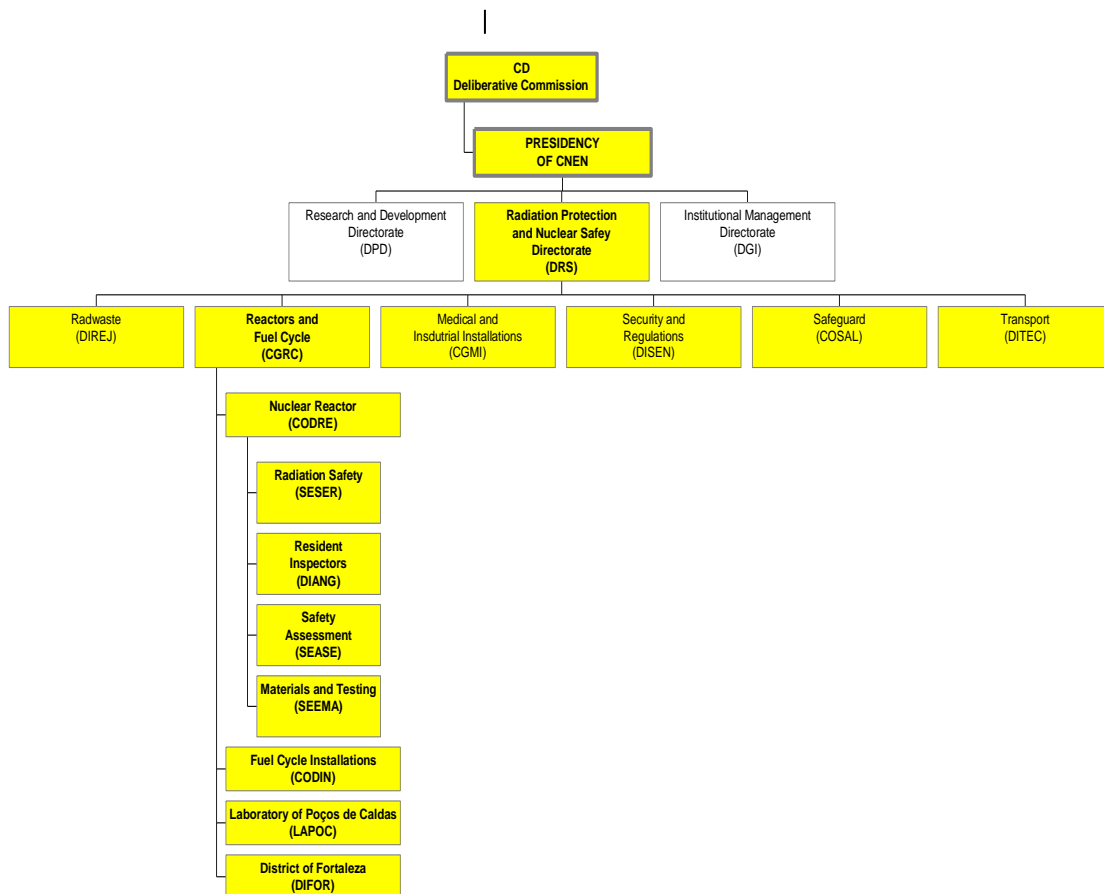 CD
Deliberative Commission
PRESIDENCY
OF CNEN
Research and Development
Directorate
(DPD)
Radiation Protection
and Nuclear Safey
Directorate
(DRS)
Institutional Management
Directorate
(DGI)
Radwaste
(DIREJ)
Reactors and
Fuel Cycle
(CGRC)
Medical and
Insdutrial Installations
(CGMI)
Security and
Regulations
(DISEN)
Safeguard
(COSAL)
Transport
(DITEC)
Nuclear Reactor
(CODRE)
Radiation Safety
(SESER)
Resident
Inspectors
(DIANG)
Safety
Assessment
(SEASE)
Materials and Testing
(SEEMA)
Fuel Cycle Installations
(CODIN)
Laboratory of Poços de Caldas
(LAPOC)
District of Fortaleza
(DIFOR)